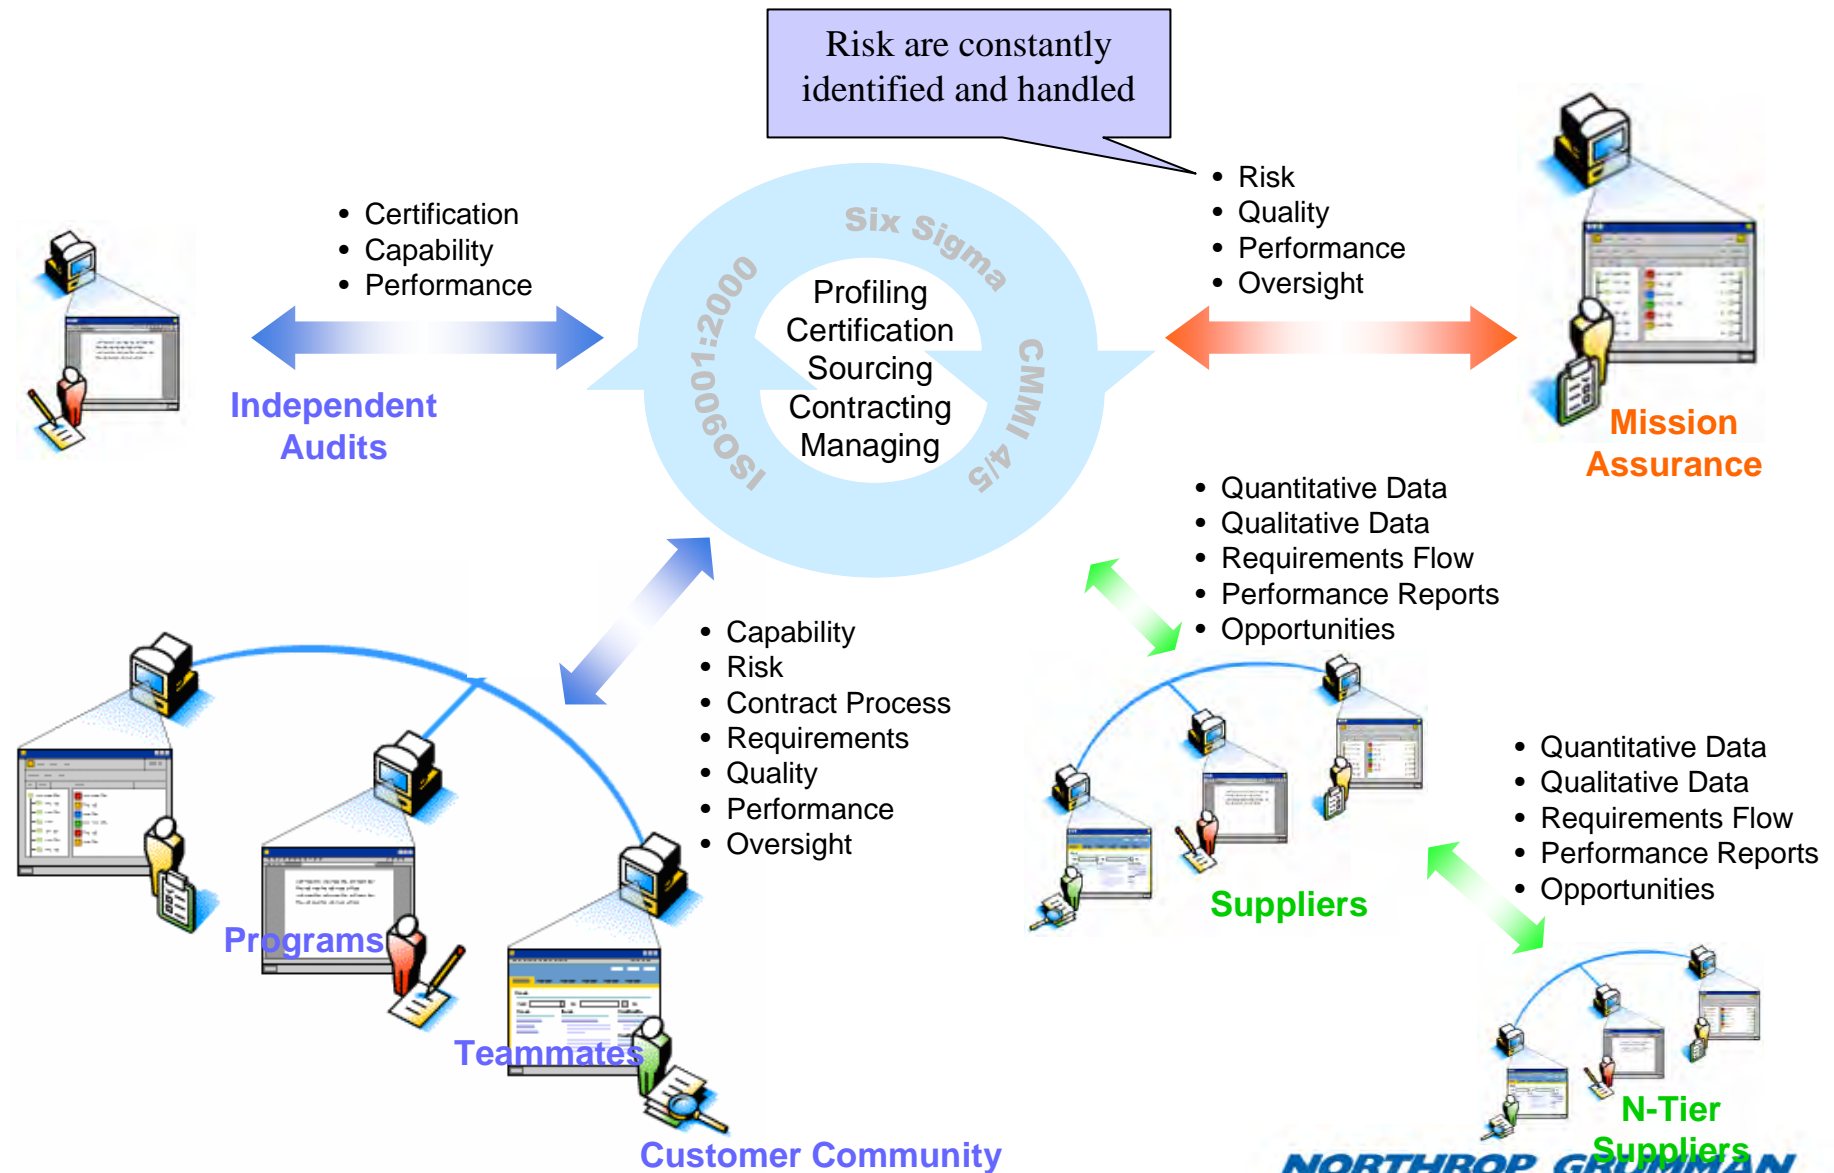 Risk are constantly
identified and handled
• Risk
• Quality
• Performance
• Oversight
• Certification
• Capability
• Performance
Six Sigma
ISO9001:2000
CMMI 4/5
Profiling
Certification
Sourcing
Contracting
Managing
Independent
Audits
Mission
Assurance
• Quantitative Data
• Qualitative Data
• Requirements Flow
• Performance Reports
• Opportunities
• Capability
• Risk
• Contract Process
• Requirements
• Quality
• Performance
• Oversight
• Quantitative Data
• Qualitative Data
• Requirements Flow
• Performance Reports
• Opportunities
Suppliers
Programs
Teammates
Customer Community
N-Tier
Suppliers
NORTHROP GRUMMAN